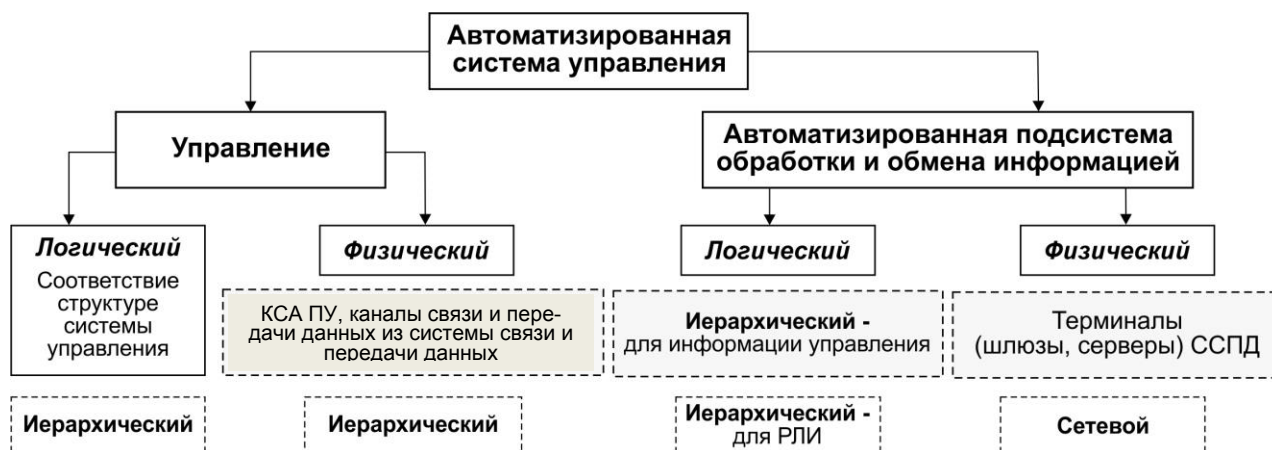 Автоматизированная
система управления
Управление
Автоматизированная подсистема
обработки и обмена информацией
Логический
Соответствие
структуре
системы
управления
Физический
КСА ПУ, каналы связи и пере-
дачи данных из системы связи и
передачи данных
Логический
Иерархический -
для информации управления
Физический
Терминалы
(шлюзы, серверы) ССПД
Иерархический
Иерархический
Иерархический -
для РЛИ
Сетевой